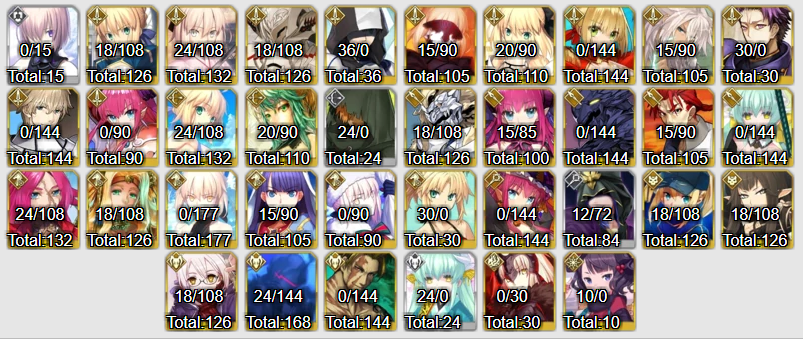 0/15 18/108 24/108 18/108 36/0 15/90 20/90 0/144 15/90 30/0
Total:15 Total:126 Total:132 Total:126 Total:36 Total:105 Total:110 Total:144 Total:105 Total:30
0/144 0/90 24/108 20/90 24/0 18/108 15/85 0/144 15/90 0/144
Total:144 Total:90 Total:132 Total:110 Total:24 Total:126 Total:100 Total:144 Total:105 Total:144
24/108 18/108 0/177 15/90 0/90 30/0 0/144 12/72 18/108 18/108
Total:132 Total:126 Total:177 Total:105 Total:90 Total:30 Total:144 Total:84 Total:126 Total:126
18/108 24/144 0/144 24/0 0/30 10/0
Total:126 Total:168 Total:144 Total:24 Total:30 Total:10